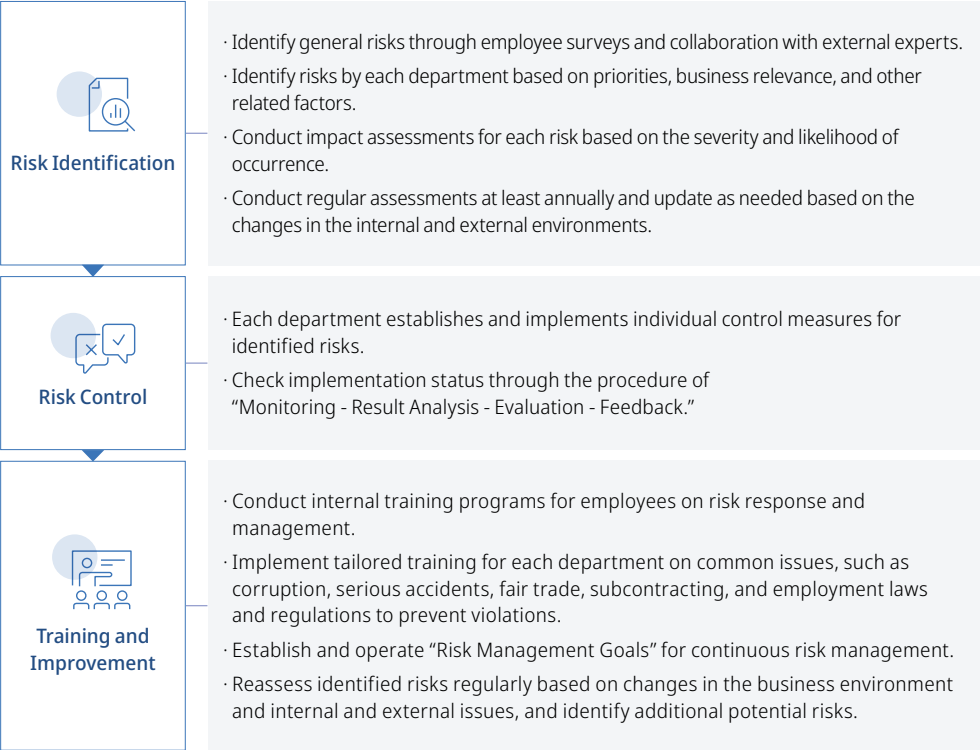 Risk Identification
· Identify general risks through employee surveys and collaboration with external experts.
· Identify risks by each department based on priorities, business relevance, and other
related factors.
· Conduct impact assessments for each risk based on the severity and likelihood of
occurrence.
· Conduct regular assessments at least annually and update as needed based on the
changes in the internal and external environments.
Risk Control
· Each department establishes and implements individual control measures for
identified risks.
· Check implementation status through the procedure of
“Monitoring - Result Analysis - Evaluation - Feedback.”
Training and
Improvement
· Conduct internal training programs for employees on risk response and
management.
· Implement tailored training for each department on common issues, such as
corruption, serious accidents, fair trade, subcontracting, and employment laws
and regulations to prevent violations.
· Establish and operate “Risk Management Goals” for continuous risk management.
· Reassess identified risks regularly based on changes in the business environment
and internal and external issues, and identify additional potential risks.